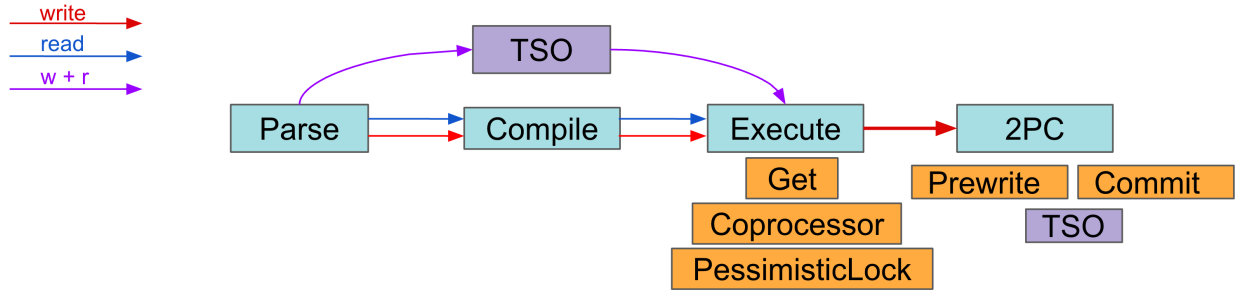 write
read
w + r
TSO
Parse
Compile
Execute
2PC
Get
Coprocessor
PessimisticLock
Prewrite
Commit
TSO